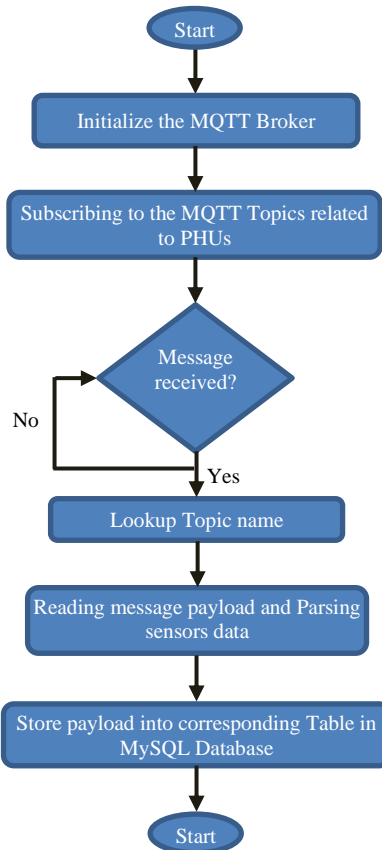 Start
Initialize the MQTT Broker
Subscribing to the MQTT Topics related
to PHUs
Message
received?
No
Yes
Lookup Topic name
Reading message payload and Parsing
sensors data
Store payload into corresponding Table in
MySQL Database
Start